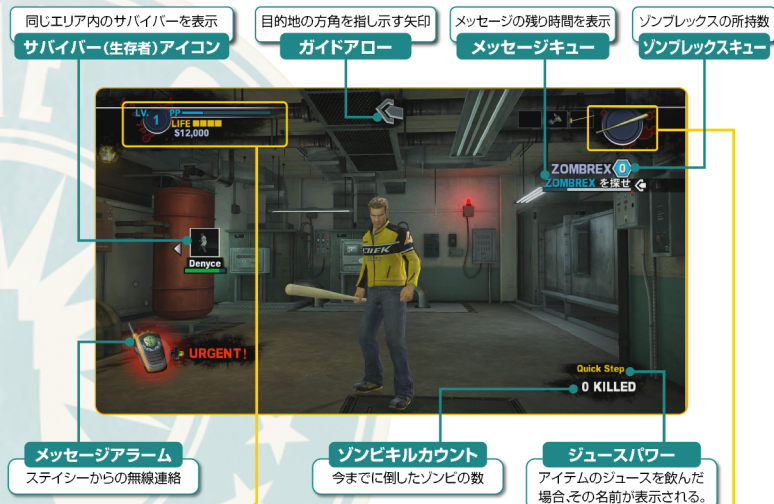 同じエリア内のサバイバーを表示
サバイバー(生存者)アイコン
目的地の方角を指し示す矢印
ガイドアロー
メッセージの残り時間を表示
メッセージキュー
ゾンブレックスの所持数
ゾンブレックスキュー
LV. 1
PP
LIFE
$12,000
ZOMBREX 0
ZOMBREX を探せ
Denyce
URGENT!
Quick Step
0 KILLED
メッセージアラーム
ステイシーからの無線連絡
ゾンビキルカウント
今までに倒したゾンビの数
ジュースパワー
アイテムのジュースを飲んだ
場合、その名前が表示される。